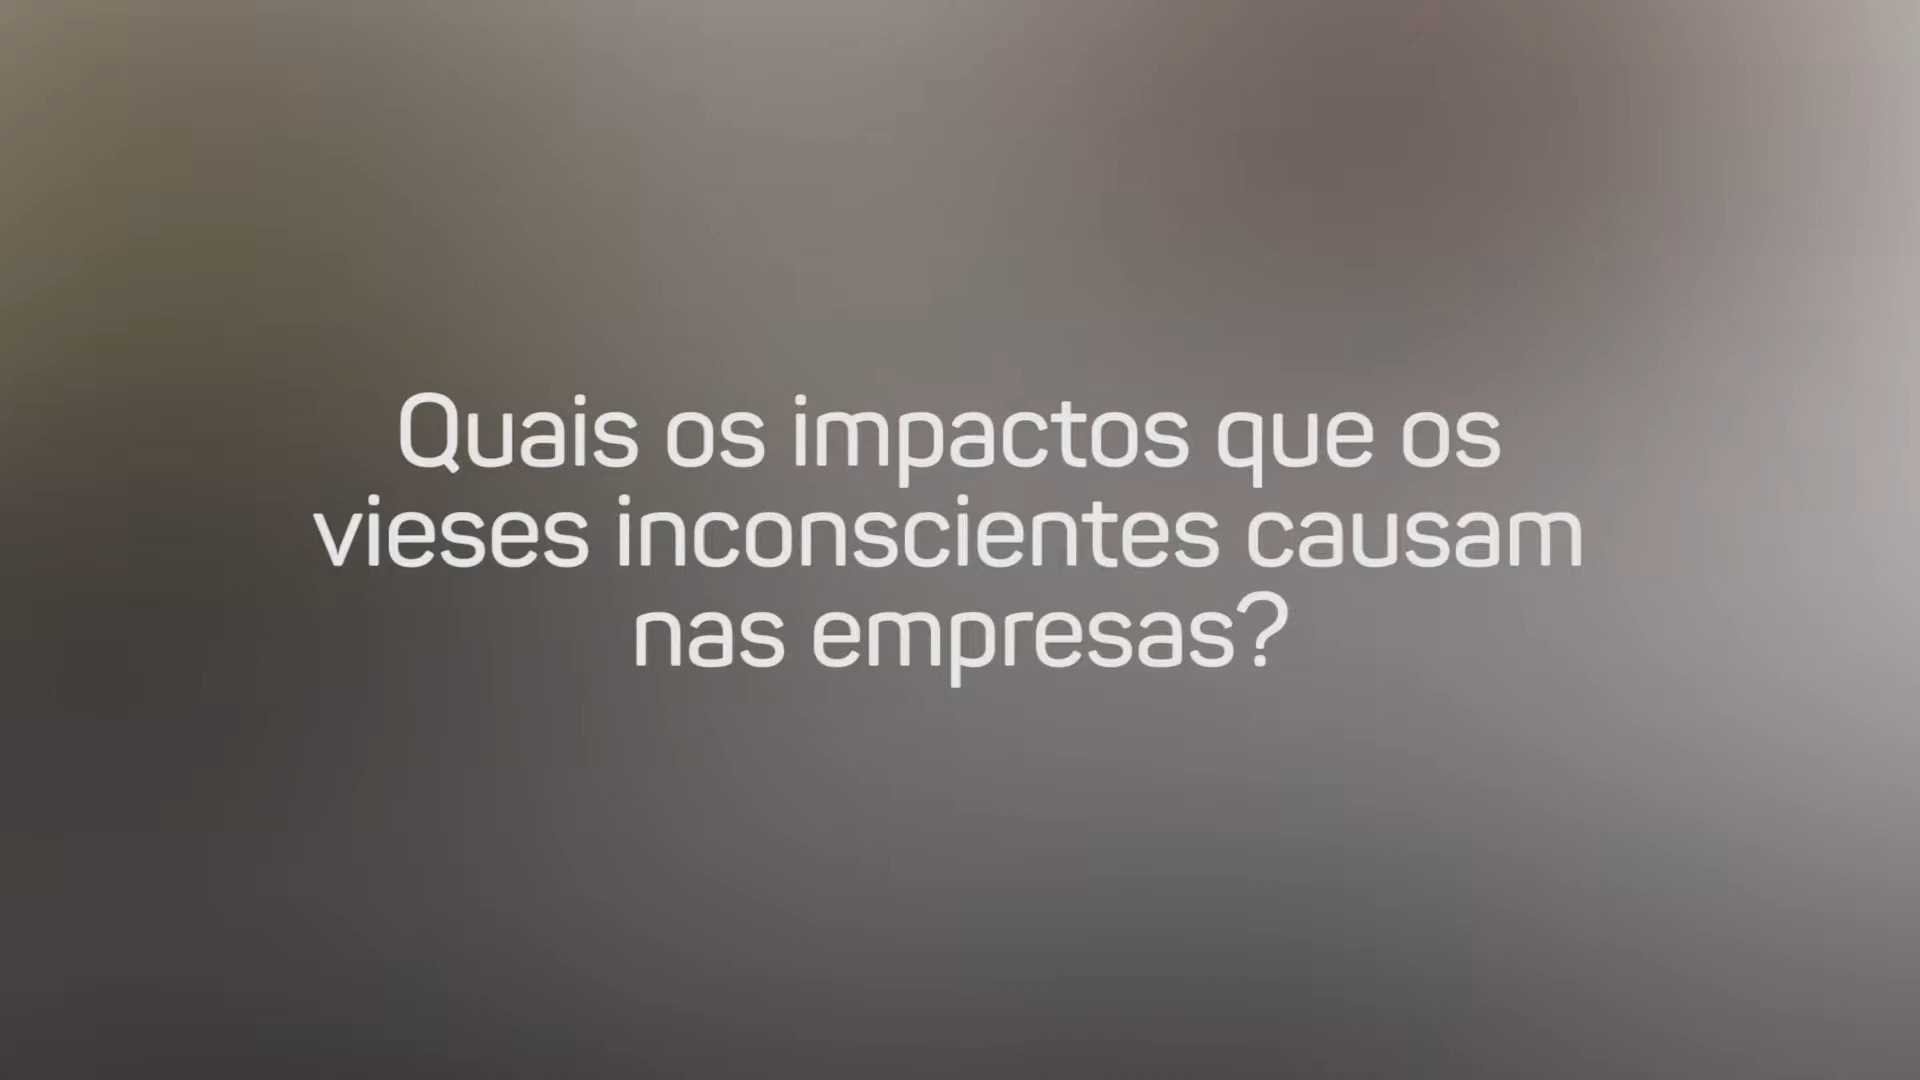 Quais os impactos que os
vieses inconscientes causam
nas empresas?